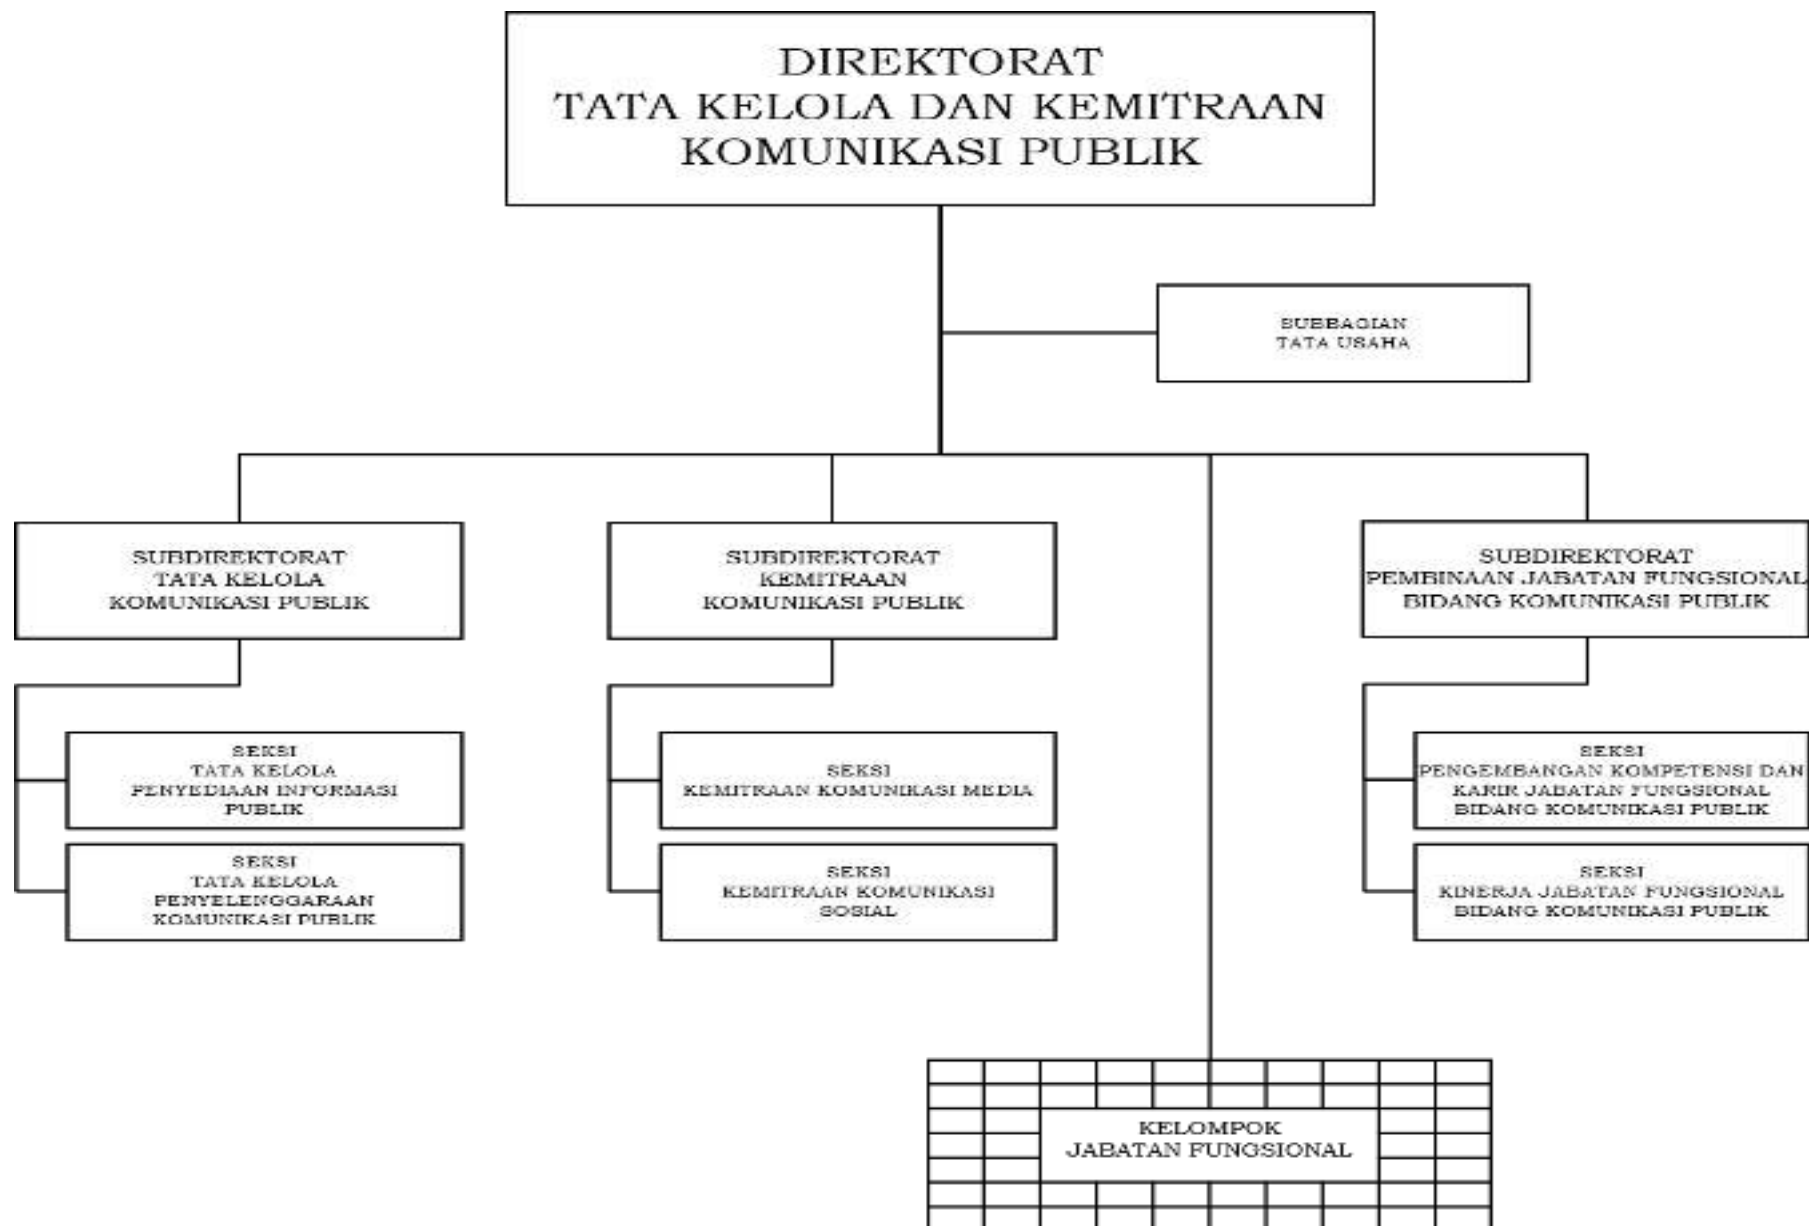 DIREKTORAT
TATA KELOLA DAN KEMITRAAN
KOMUNIKASI PUBLIK
SUBBAGIAN
TATA USAHA
SUBDIREKTORAT
TATA KELOLA
KOMUNIKASI PUBLIK
SUBDIREKTORAT
KEMITRAAN
KOMUNIKASI PUBLIK
SUBDIREKTORAT
PEMBINAAN JABATAN FUNGSIONAL
BIDANG KOMUNIKASI PUBLIK
SEKSI
TATA KELOLA
PENYEDIAAN INFORMASI
PUBLIK
SEKSI
KEMITRAAN KOMUNIKASI MEDIA
SEKSI
PENGEMBANGAN KOMPETENSI DAN
KARIR JABATAN FUNGSIONAL
BIDANG KOMUNIKASI PUBLIK
SEKSI
TATA KELOLA
PENYELENGGARAAN
KOMUNIKASI PUBLIK
SEKSI
KEMITRAAN KOMUNIKASI
SOSIAL
SEKSI
KINERJA JABATAN FUNGSIONAL
BIDANG KOMUNIKASI PUBLIK
KELOMPOK
JABATAN FUNGSIONAL